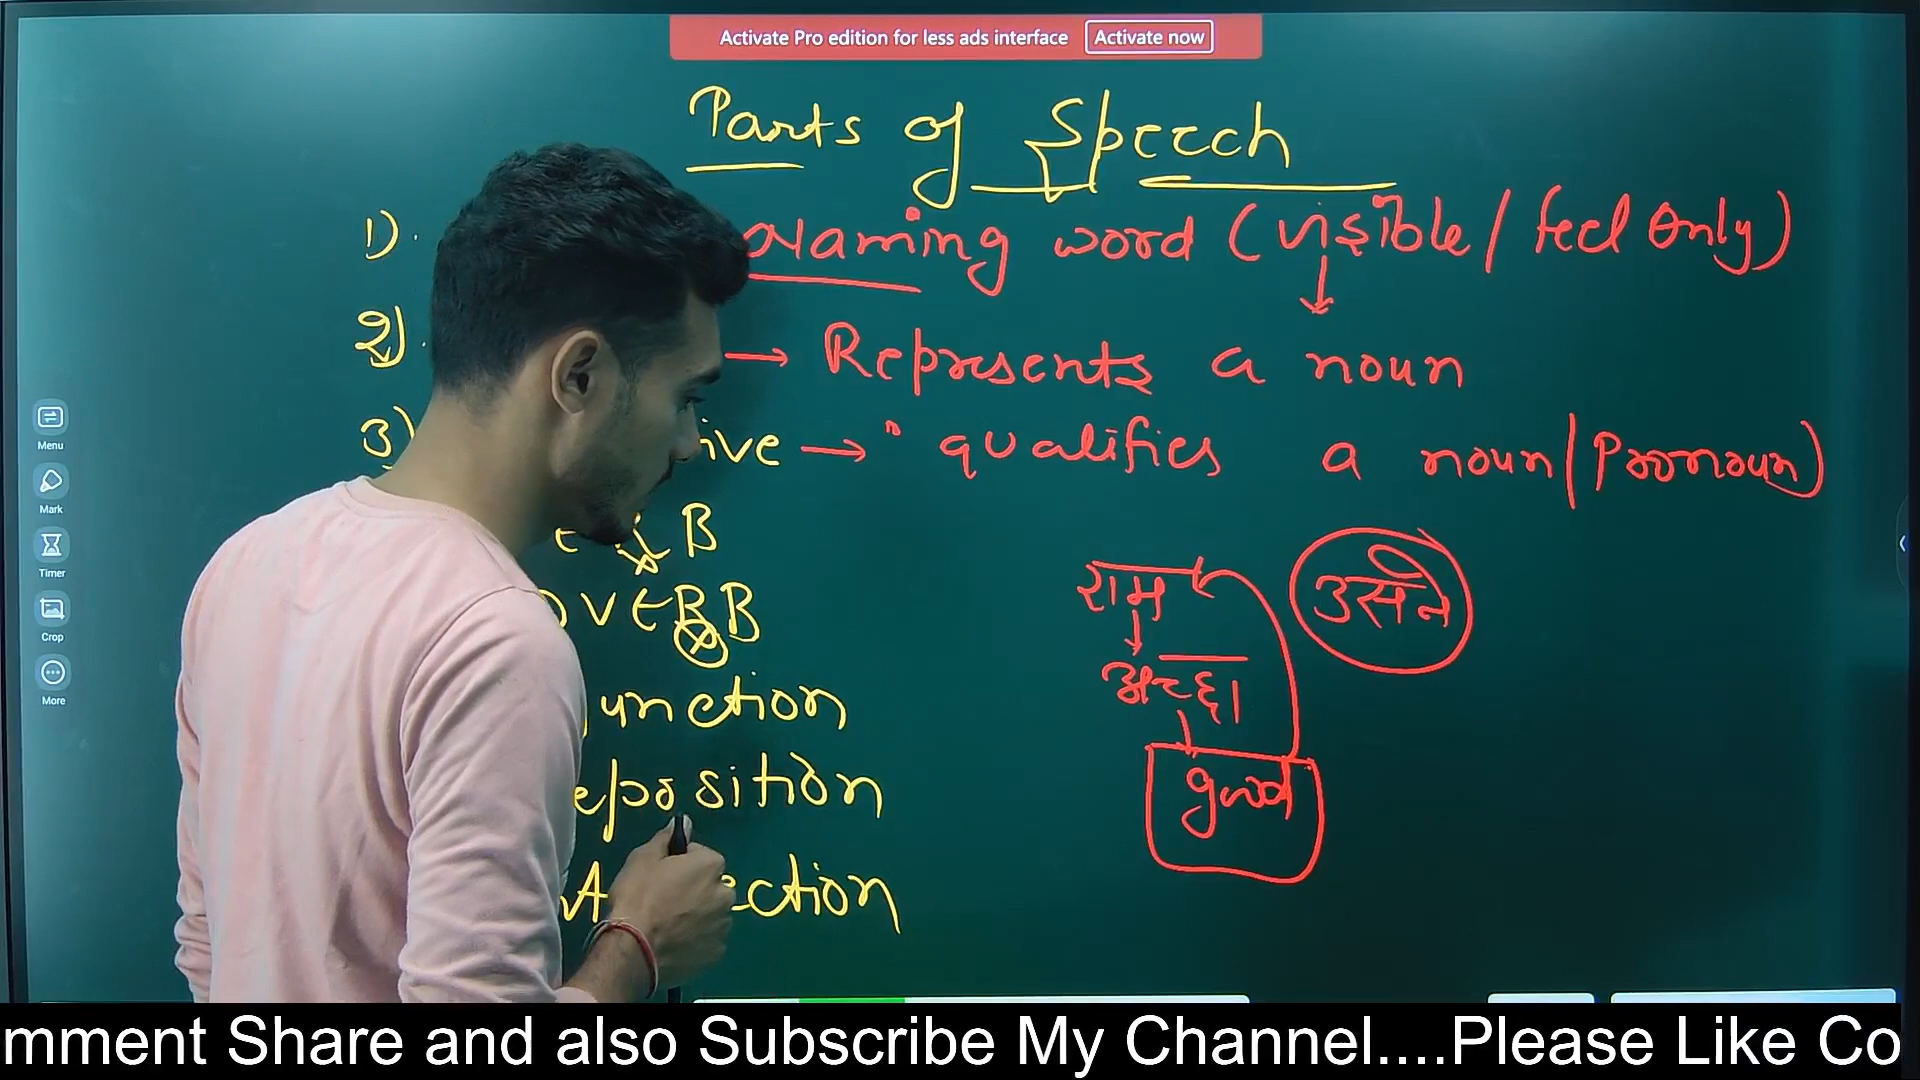 Activate Pro edition for less ads interface Activate now
Parts of Speech
1). Naming word (visible / feel only)
2). → Represents a noun
3) ive → qualifies a noun / Pronoun)
B
VERB B
राम उसने
अच्छा
good
unction
eposition
ection
Menu
Mark
Timer
Crop
More
mment Share and also Subscribe My Channel....Please Like Co